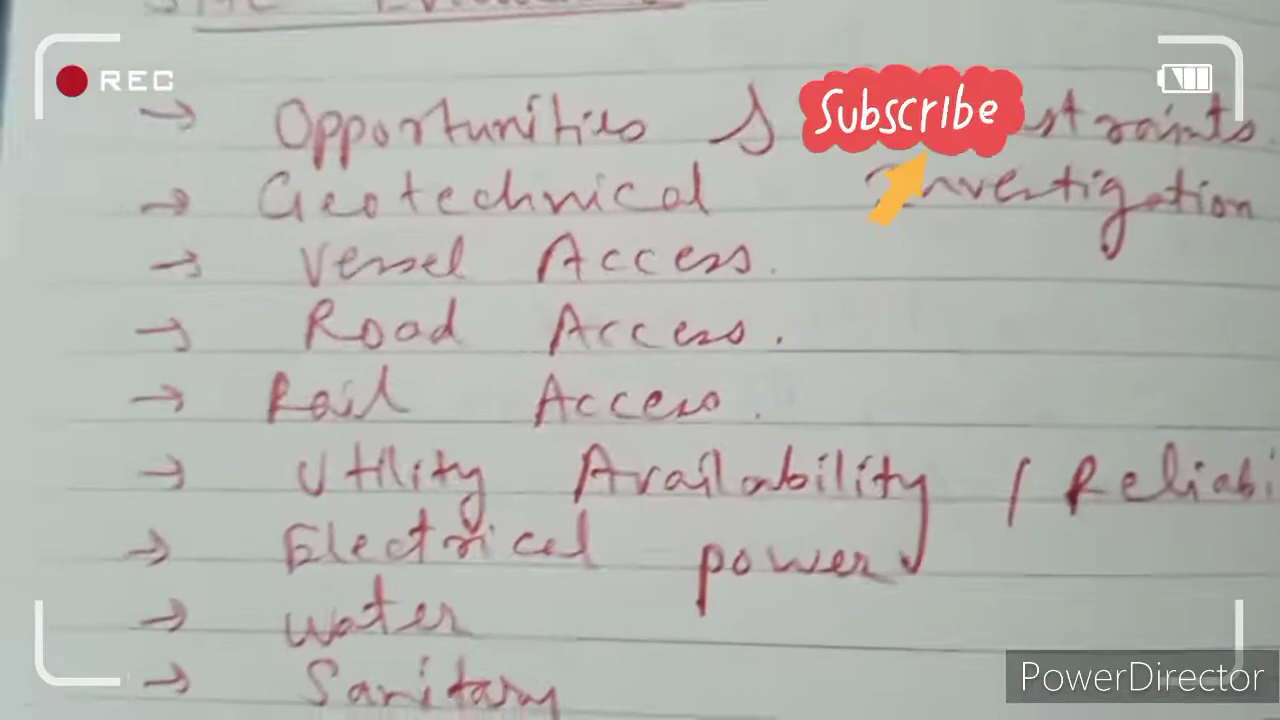 REC
→ Opportunities & Subscribe straints.
→ Geotechnical Investigation
→ Vessel Access.
→ Road Access.
→ Rail Access.
→ Utility Availability / Reliabi
→ Electrical power
→ Water
→ Sanitary
PowerDirector